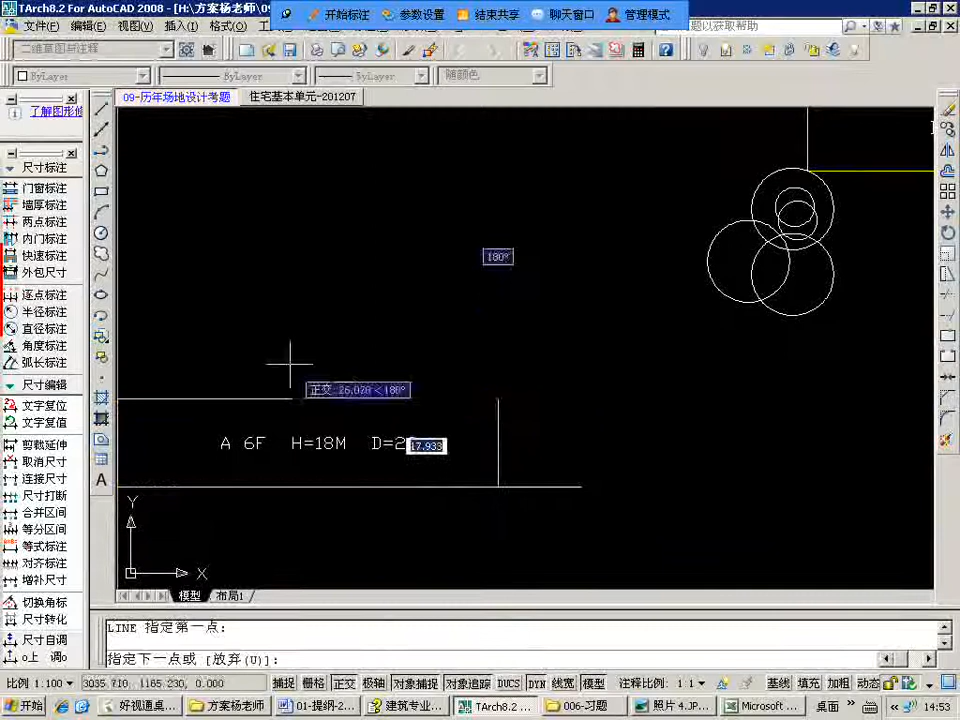 TArch8.2 For AutoCAD 2008 - [H:\方案杨老师\09
开始标注
参数设置
结束共享
聊天窗口
管理模式
文件(F)
编辑(E)
视图(V)
插入(I)
格式(O)
题以获取帮助
二维草图与注释
ByLayer
ByLayer
ByLayer
随颜色
09-历年场地设计考题
住宅基本单元-201207
了解图形修
尺寸标注
门窗标注
墙厚标注
两点标注
内门标注
快速标注
外包尺寸
逐点标注
半径标注
直径标注
角度标注
弧长标注
尺寸编辑
文字复位
文字复值
剪裁延伸
取消尺寸
连接尺寸
尺寸打断
合并区间
等分区间
等式标注
对齐标注
增补尺寸
切换角标
尺寸转化
尺寸自调
o上 调o
180°
正交: 26.028 < 180°
A 6F H=18M D=2
17.933
Y
X
模型
布局1
LINE 指定第一点:
指定下一点或 [放弃(U)]:
比例 1:100
3035.710, 1165.230, 0.000
捕捉 栅格 正交 极轴 对象捕捉 对象追踪 DUCS DYN 线宽 模型
注释比例: 1:1
基线 填充 加粗 动态
开始
好视通桌...
方案杨老师
01-提纲-2...
建筑专业...
TArch8.2 ...
006-习题
照片 4.JP...
Microsoft ...
桌面
14:53